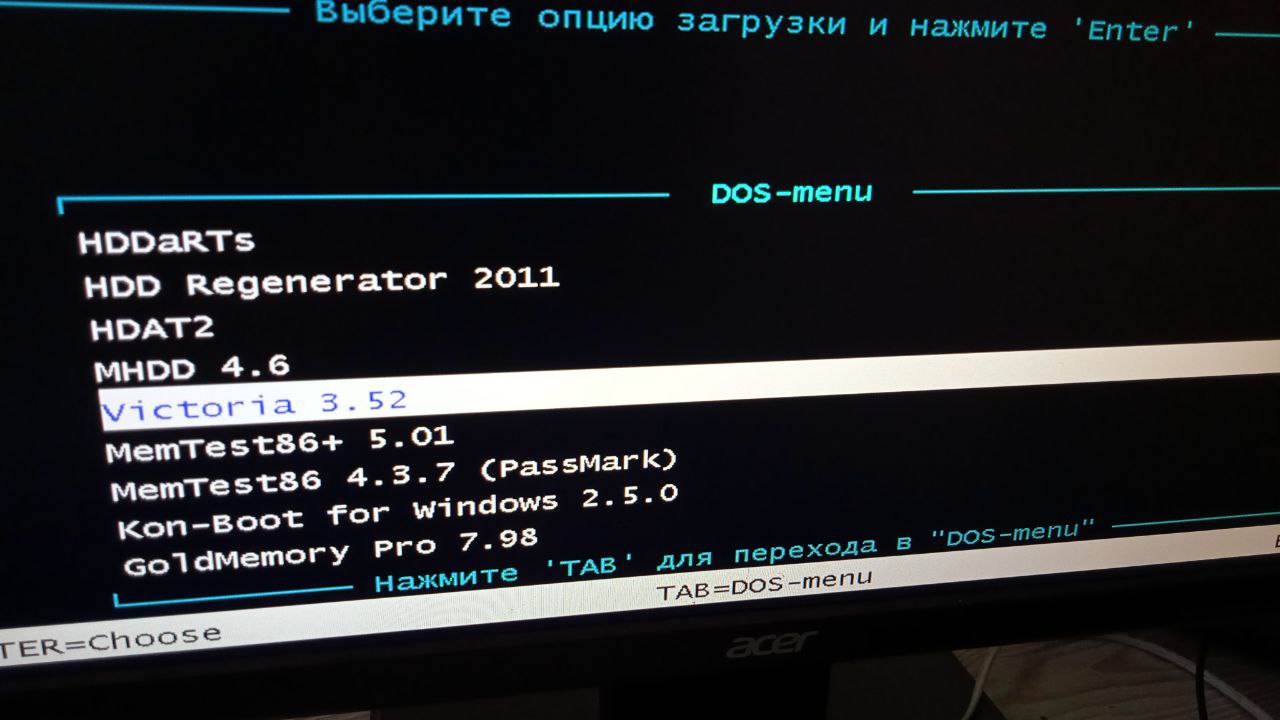 Выберите опцию загрузки и нажмите 'Enter'
DOS-menu
HDDaRTs
HDD Regenerator 2011
HDAT2
MHDD 4.6
Victoria 3.52
MemTest86+ 5.01
MemTest86 4.3.7 (PassMark)
Kon-Boot for Windows 2.5.0
GoldMemory Pro 7.98
Нажмите 'TAB' для перехода в "DOS-menu"
TER=Choose
TAB=DOS-menu
acer